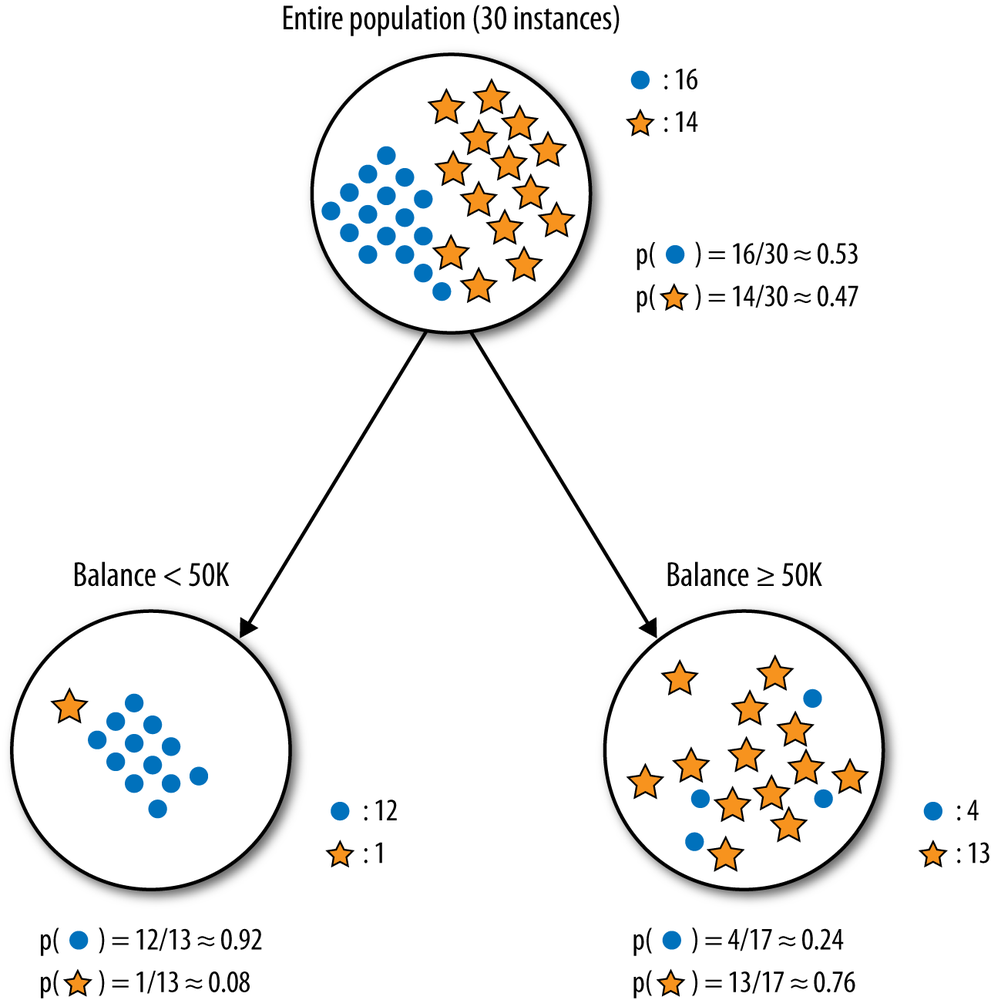 Entire population (30 instances)
: 16
: 14
p( ) = 16/30 ≈ 0.53
p( ) = 14/30 ≈ 0.47
Balance < 50K
: 12
: 1
p( ) = 12/13 ≈ 0.92
p( ) = 1/13 ≈ 0.08
Balance ≥ 50K
: 4
: 13
p( ) = 4/17 ≈ 0.24
p( ) = 13/17 ≈ 0.76